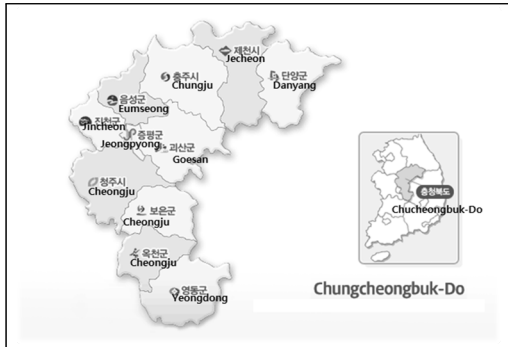 제천시
Jecheon
충주시
Chungju
단양군
Danyang
음성군
Eumseong
진천군
Jincheon
증평군
Jeongpyong
괴산군
Goesan
청주시
Cheongju
보은군
Cheongju
옥천군
Cheongju
영동군
Yeongdong
충청북도
Chucheongbuk-Do
Chungcheongbuk-Do